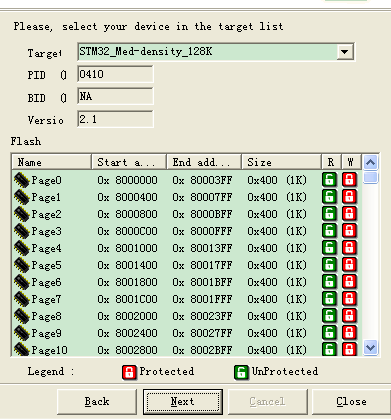 Please, select your device in the target list
Target STM32_Med-density_128K
PID () 0410
BID () NA
Versio 2.1
Flash
Name Start a... End add... Size R W
Page0 0x 8000000 0x 80003FF 0x400 (1K)
Page1 0x 8000400 0x 80007FF 0x400 (1K)
Page2 0x 8000800 0x 8000BFF 0x400 (1K)
Page3 0x 8000C00 0x 8000FFF 0x400 (1K)
Page4 0x 8001000 0x 80013FF 0x400 (1K)
Page5 0x 8001400 0x 80017FF 0x400 (1K)
Page6 0x 8001800 0x 8001BFF 0x400 (1K)
Page7 0x 8001C00 0x 8001FFF 0x400 (1K)
Page8 0x 8002000 0x 80023FF 0x400 (1K)
Page9 0x 8002400 0x 80027FF 0x400 (1K)
Page10 0x 8002800 0x 8002BFF 0x400 (1K)
Legend : Protected UnProtected
Back Next Cancel Close